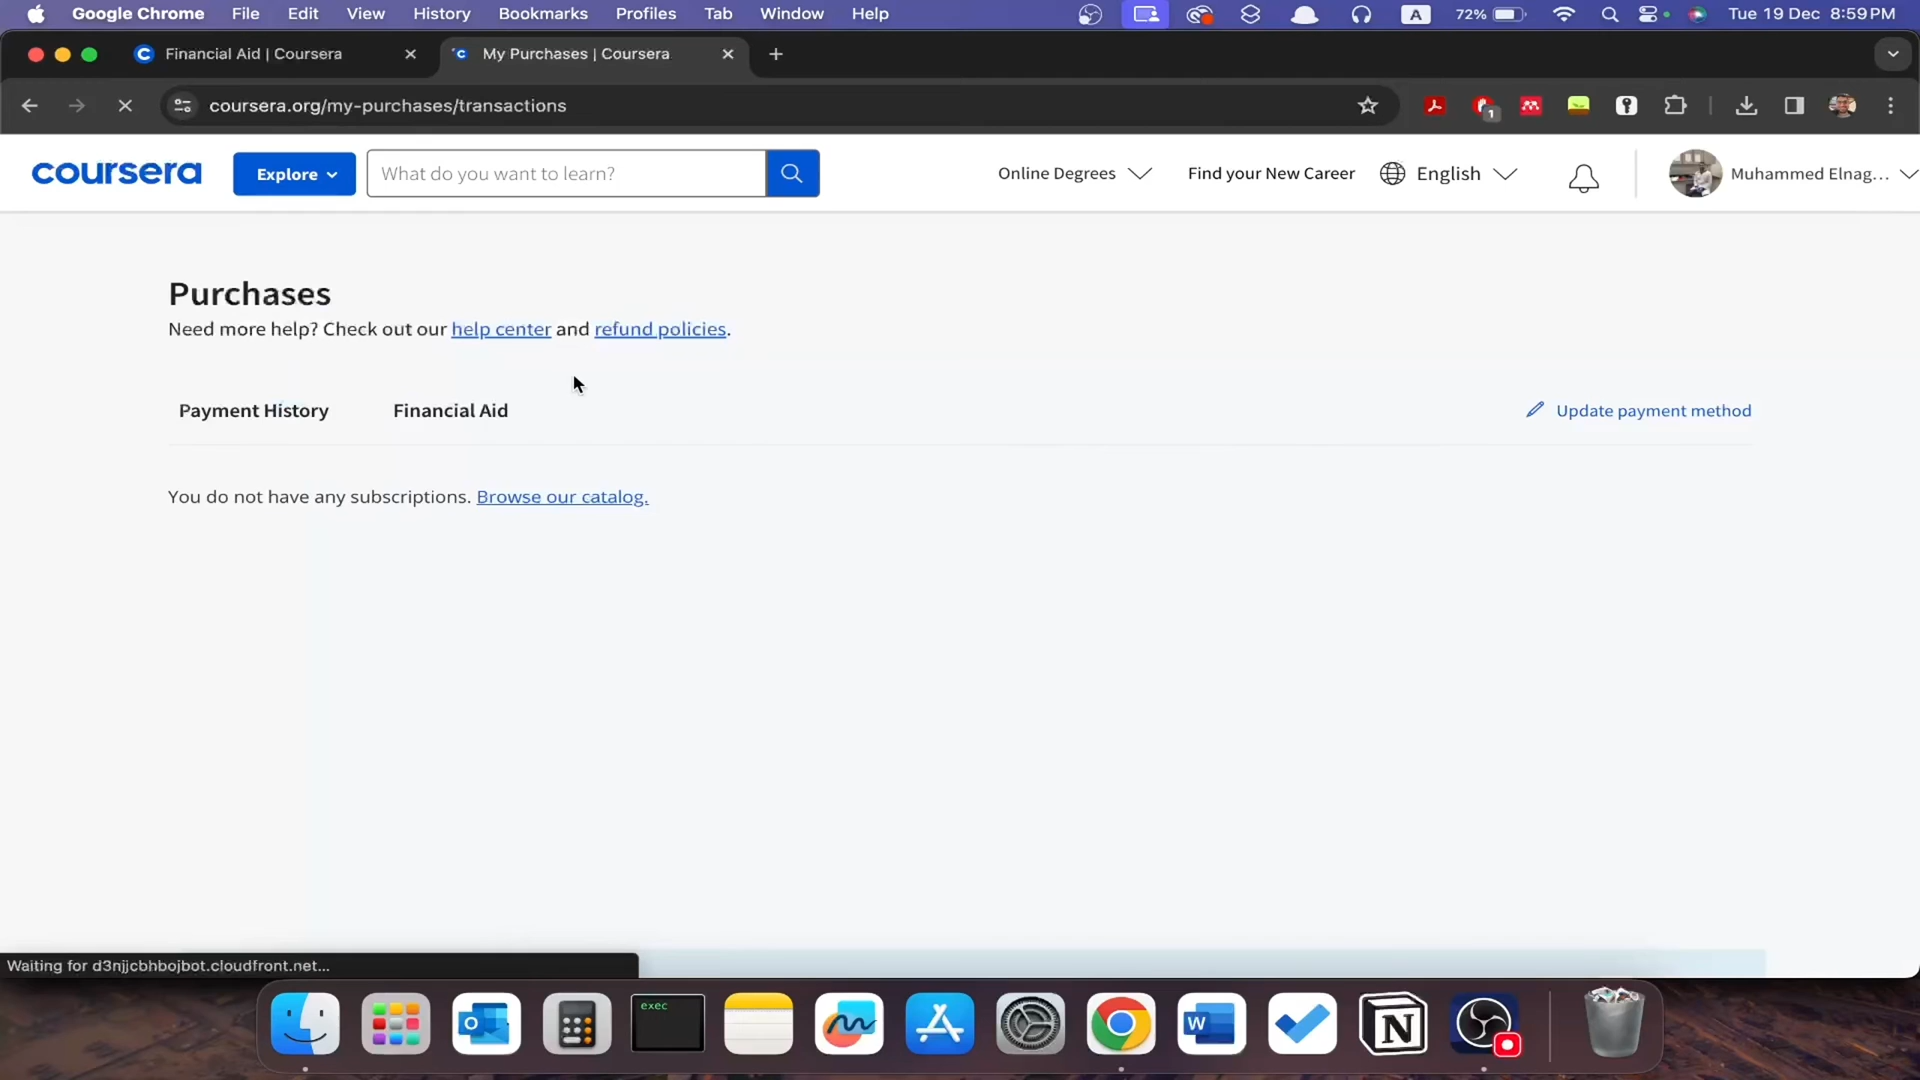 Google Chrome File Edit View History Bookmarks Profiles Tab Window Help A 72% Tue 19 Dec 8:59 PM
Financial Aid | Coursera My Purchases | Coursera
coursera.org/my-purchases/transactions 1
coursera Explore What do you want to learn? Online Degrees Find your New Career English Muhammed Elnag...
Purchases
Need more help? Check out our help center and refund policies.
Payment History Financial Aid Update payment method
You do not have any subscriptions. Browse our catalog.
Waiting for d3njjcbhbojbot.cloudfront.net...
exec